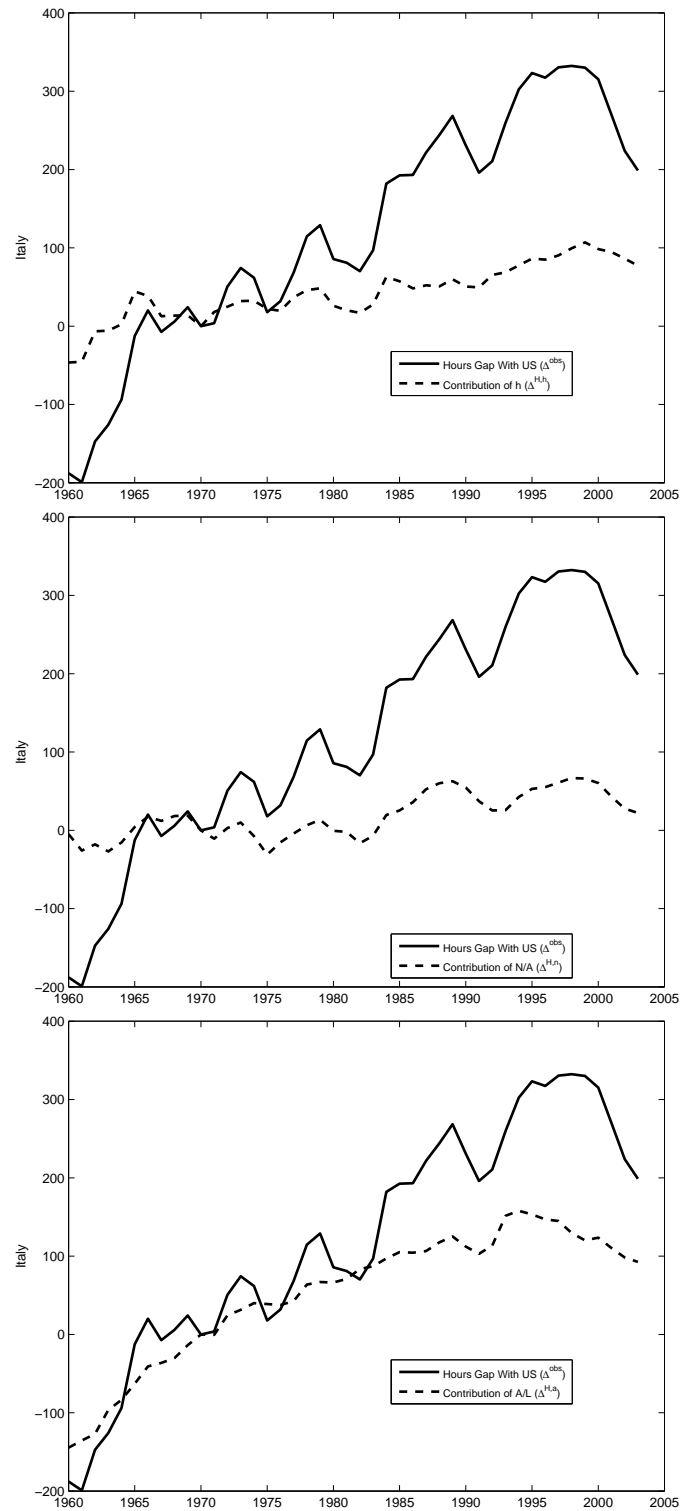 400
300
200
100
0
−100
−200
Italy
Hours Gap With US (Δ^obs)
Contribution of h (Δ^H,h)
1960 1965 1970 1975 1980 1985 1990 1995 2000 2005
400
300
200
100
0
−100
−200
Italy
Hours Gap With US (Δ^obs)
Contribution of N/A (Δ^H,n)
1960 1965 1970 1975 1980 1985 1990 1995 2000 2005
400
300
200
100
0
−100
−200
Italy
Hours Gap With US (Δ^obs)
Contribution of A/L (Δ^H,a)
1960 1965 1970 1975 1980 1985 1990 1995 2000 2005